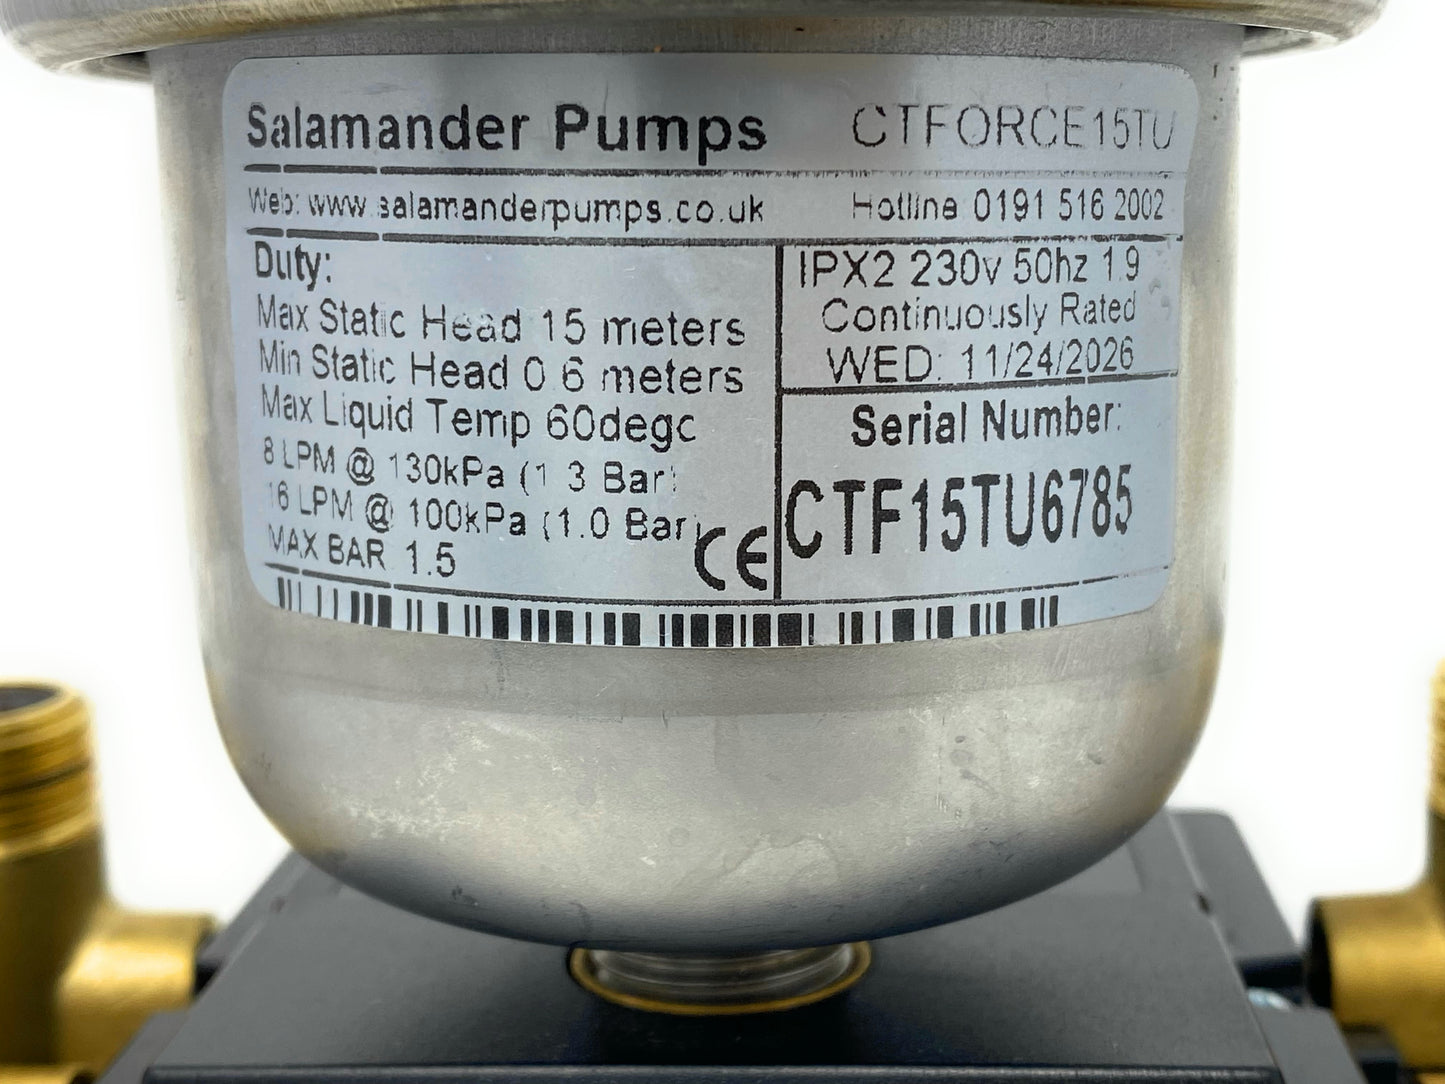 Salamander Pumps CTFORCE15TU
Web: www.salamanderpumps.co.uk Hotline 0191 516 2002
Duty:
Max Static Head 15 meters
Min Static Head 0.6 meters
Max Liquid Temp 60degc
8 LPM @ 130kPa (1.3 Bar)
16 LPM @ 100kPa (1.0 Bar)
MAX BAR 1.5
CE
IPX2 230v 50hz 1.9
Continuously Rated
WED: 11/24/2026
Serial Number:
CTF15TU6785